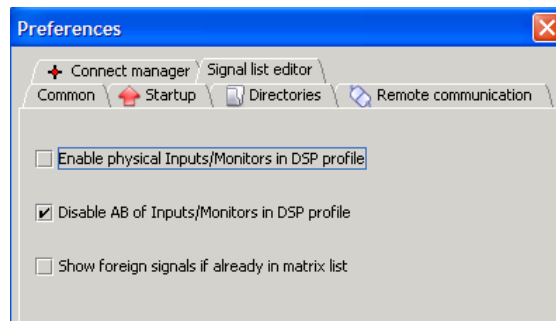 Preferences
Connect manager Signal list editor
Common Startup Directories Remote communication
Enable physical Inputs/Monitors in DSP profile
Disable AB of Inputs/Monitors in DSP profile
Show foreign signals if already in matrix list